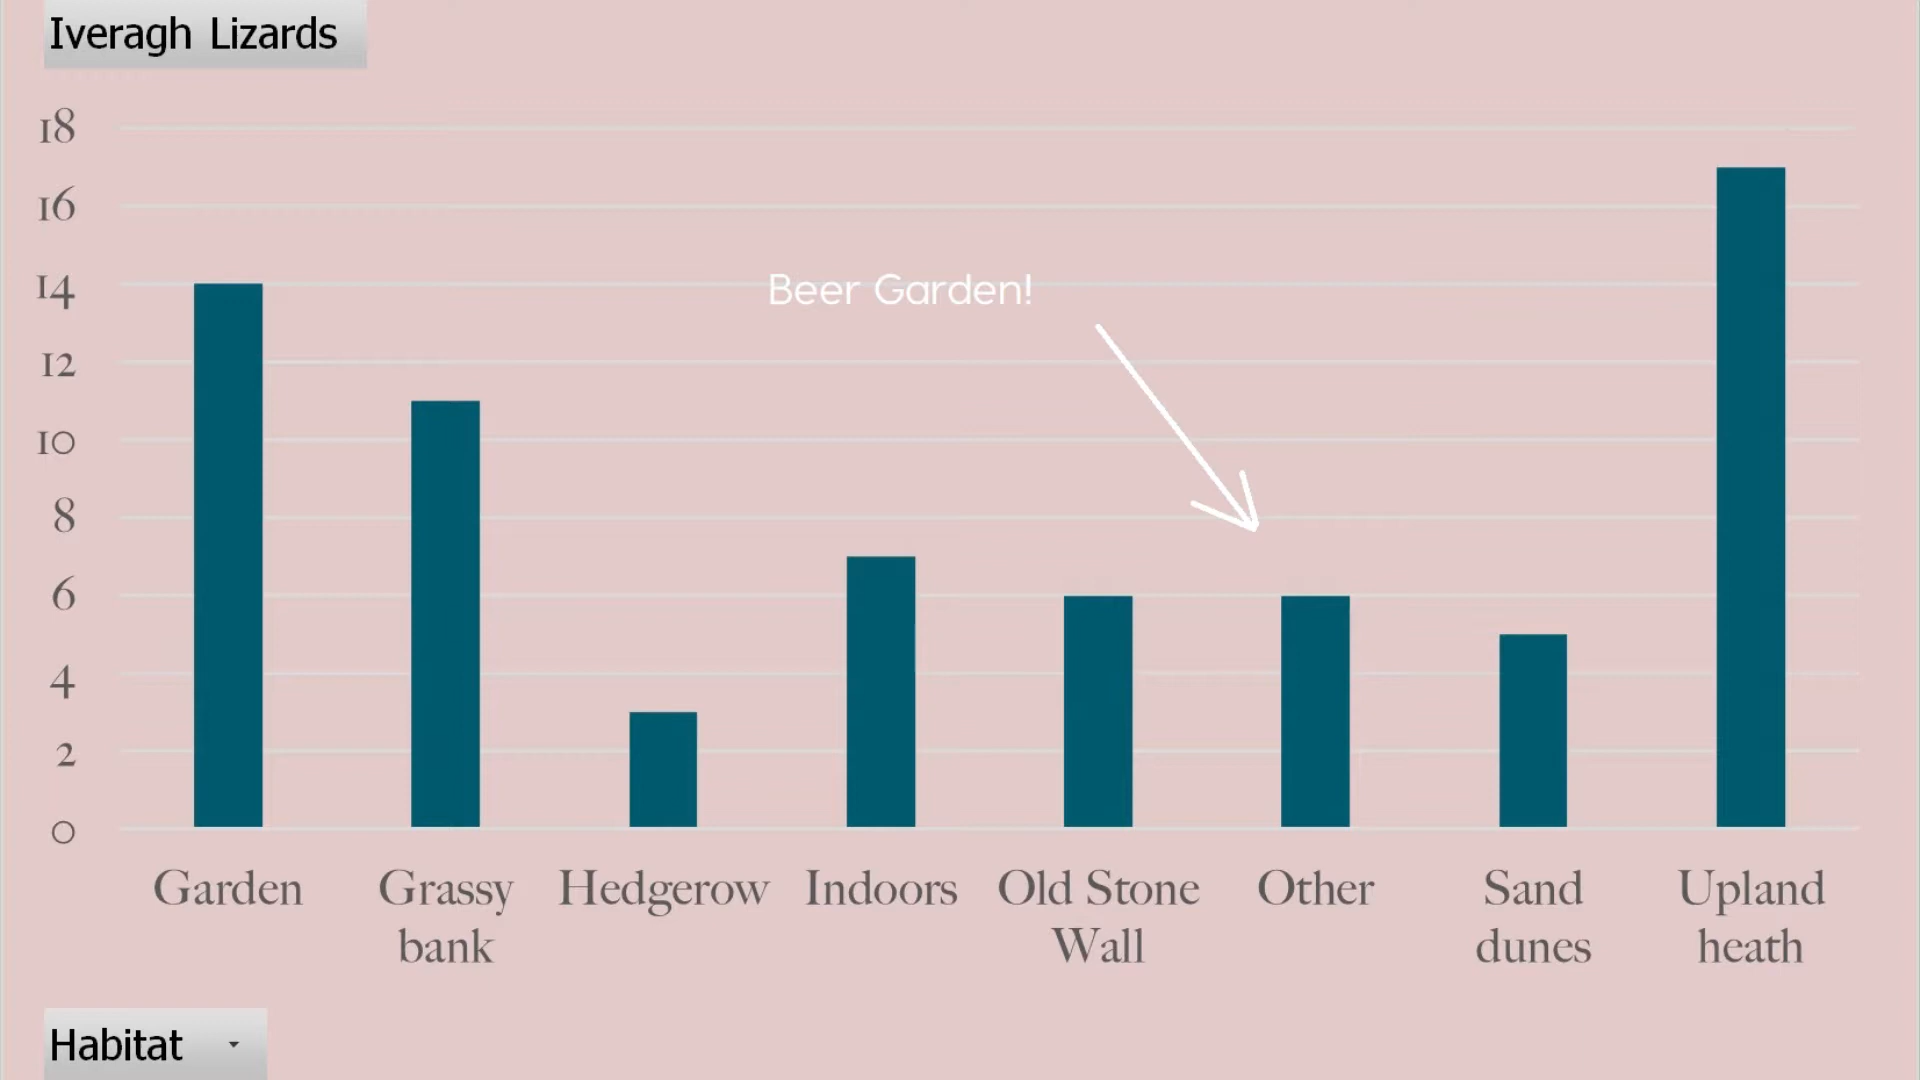 Iveragh Lizards
18
16
14
Beer Garden!
12
10
8
6
4
2
0
Garden
Grassy
bank
Hedgerow
Indoors
Old Stone
Wall
Other
Sand
dunes
Upland
heath
Habitat